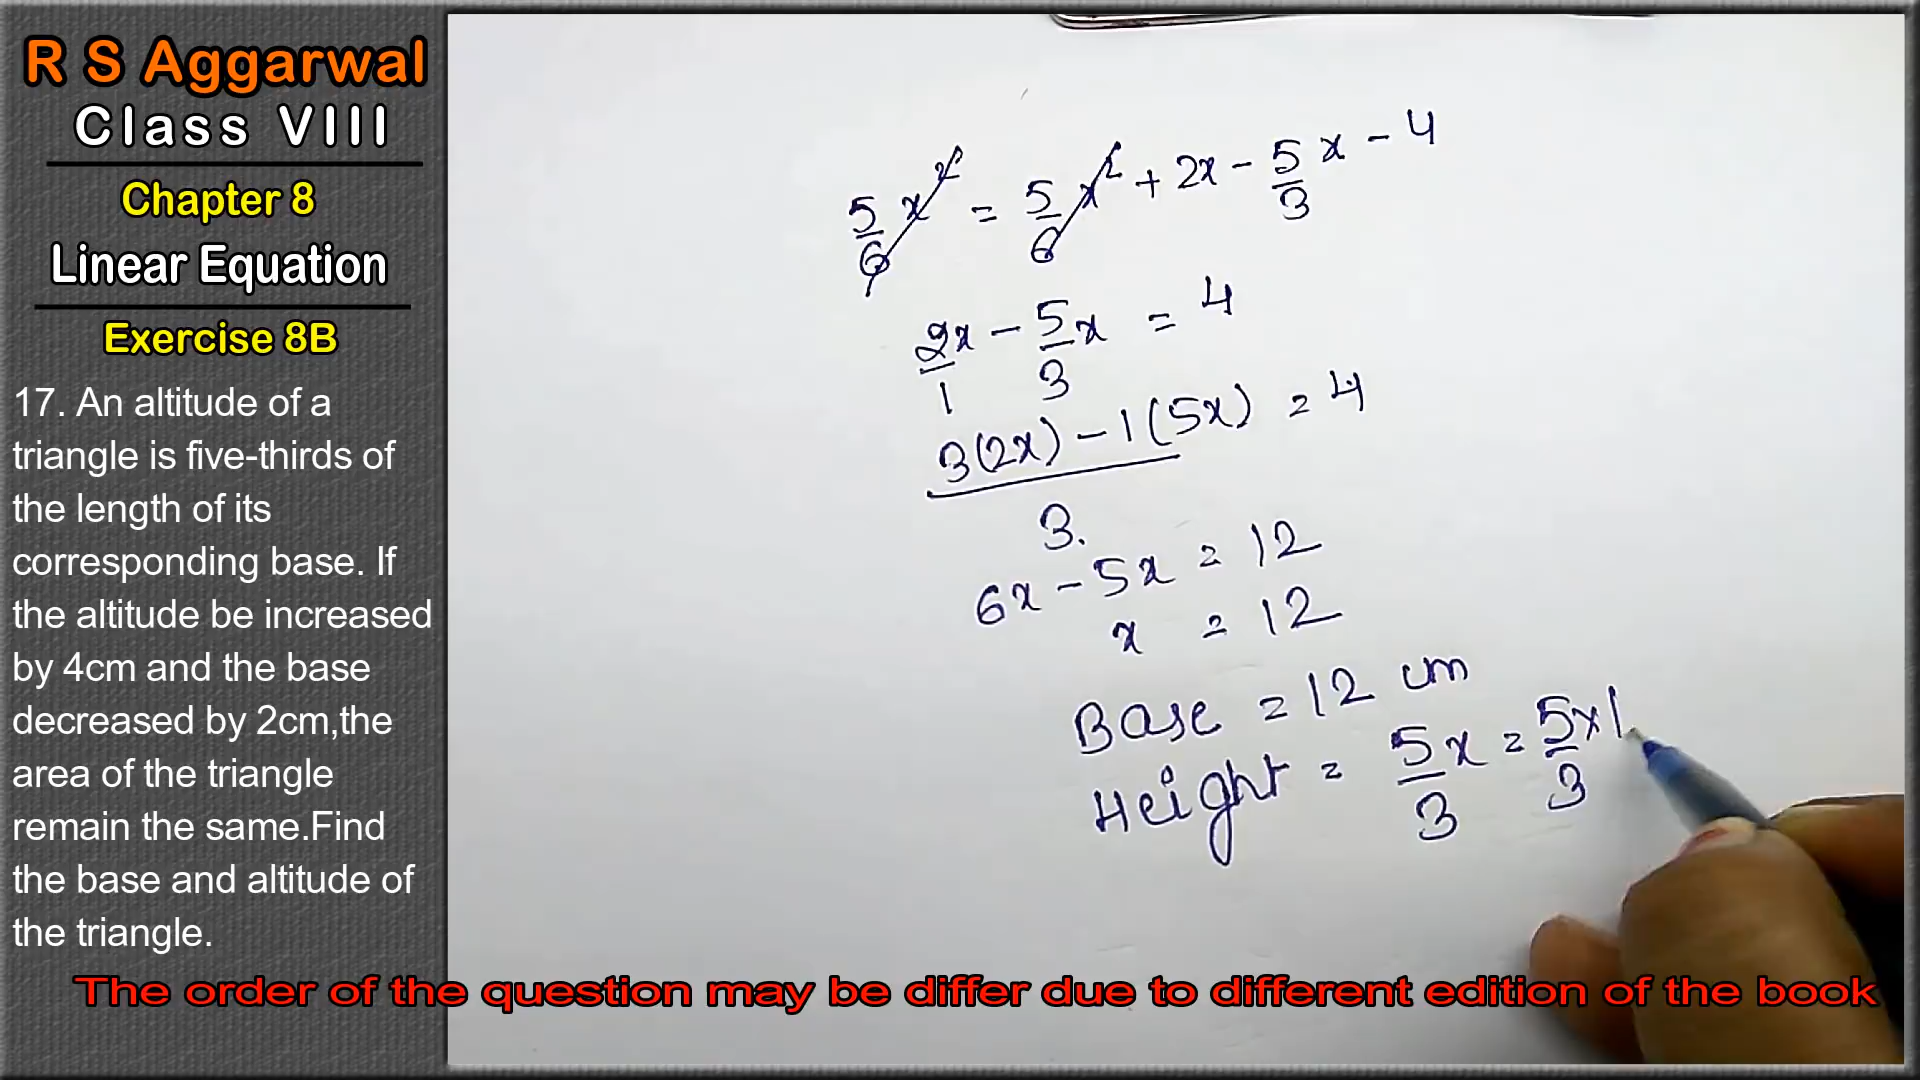 R S Aggarwal
Class VIII
Chapter 8
Linear Equation
Exercise 8B
17. An altitude of a
triangle is five-thirds of
the length of its
corresponding base. If
the altitude be increased
by 4cm and the base
decreased by 2cm,the
area of the triangle
remain the same.Find
the base and altitude of
the triangle.
5/6 x² = 5/6 x² + 2x - 5/3 x - 4
2x/1 - 5/3 x = 4
3(2x) - 1(5x) = 4
3.
6x - 5x = 12
x = 12
Base = 12 cm
Height = 5/3 x = 5x1/3
The order of the question may be differ due to different edition of the book